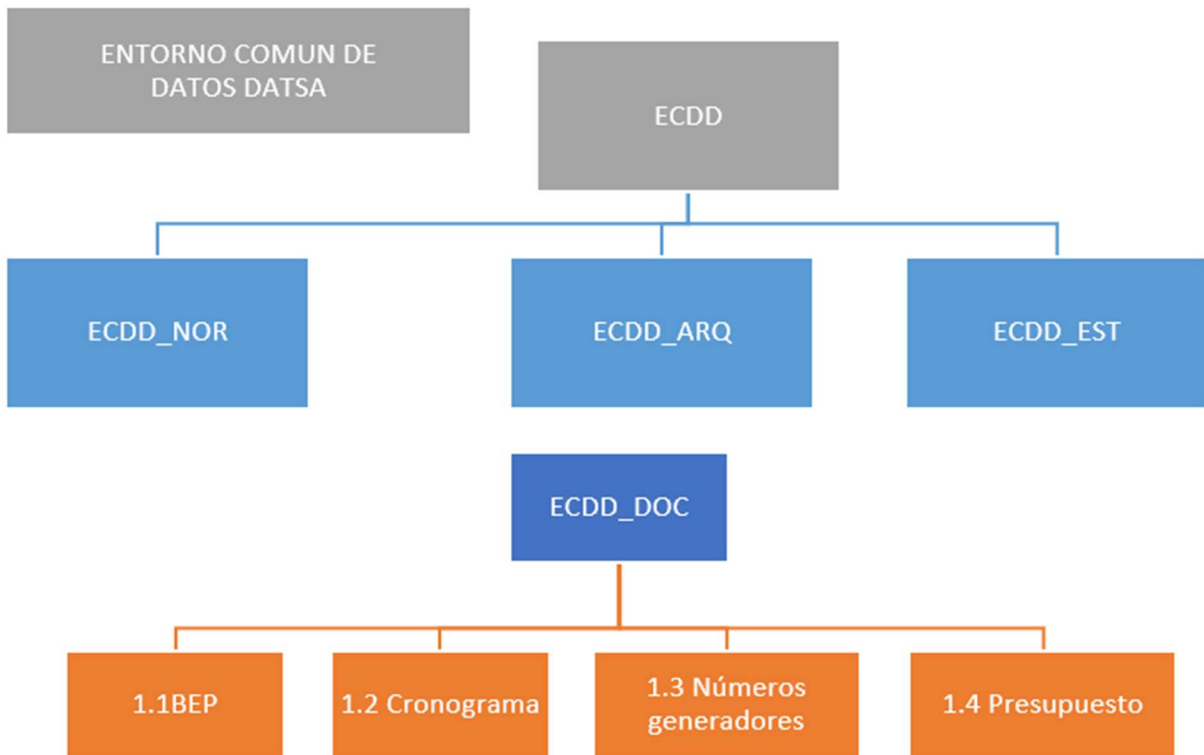 ENTORNO COMUN DE
DATOS DATSA
ECDD
ECDD_NOR
ECDD_ARQ
ECDD_EST
ECDD_DOC
1.1BEP
1.2 Cronograma
1.3 Números
generadores
1.4 Presupuesto